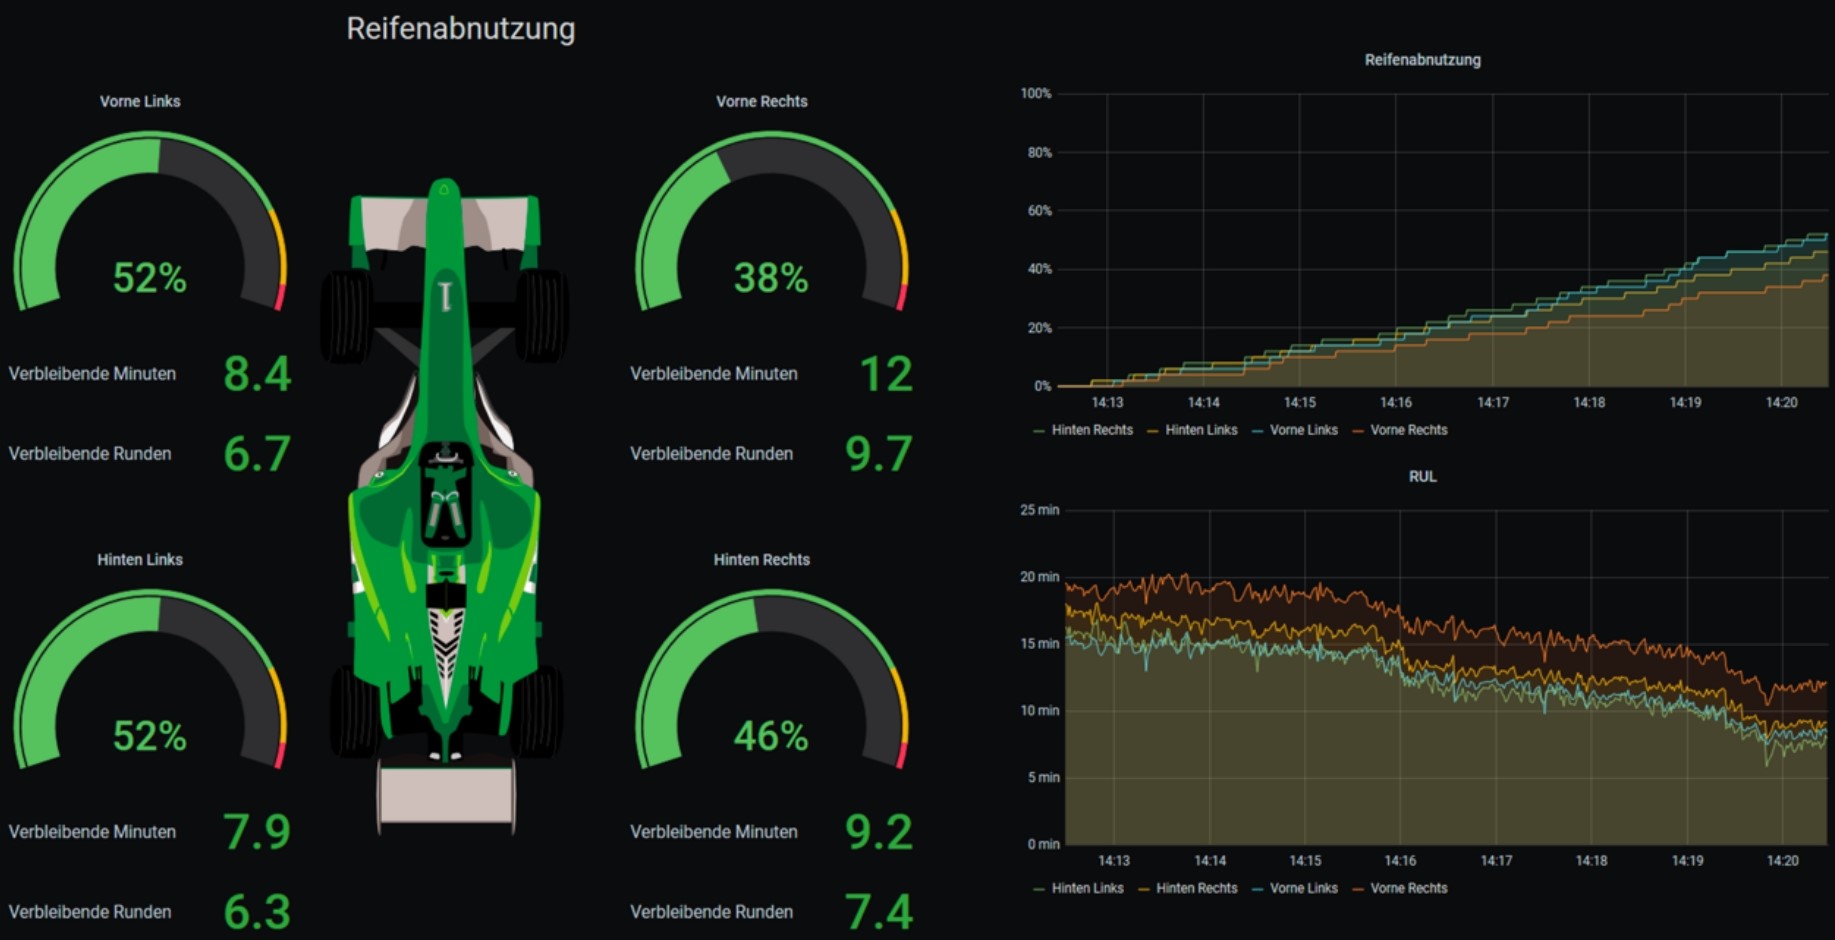 Reifenabnutzung
Vorne Links
52%
Verbleibende Minuten 8.4
Verbleibende Runden 6.7
Vorne Rechts
38%
Verbleibende Minuten 12
Verbleibende Runden 9.7
1
Hinten Links
52%
Verbleibende Minuten 7.9
Verbleibende Runden 6.3
Hinten Rechts
46%
Verbleibende Minuten 9.2
Verbleibende Runden 7.4
Reifenabnutzung
100%
80%
60%
40%
20%
0%
14:13 14:14 14:15 14:16 14:17 14:18 14:19 14:20
Hinten Rechts Hinten Links Vorne Links Vorne Rechts
RUL
25 min
20 min
15 min
10 min
5 min
0 min
14:13 14:14 14:15 14:16 14:17 14:18 14:19 14:20
Hinten Links Hinten Rechts Vorne Links Vorne Rechts